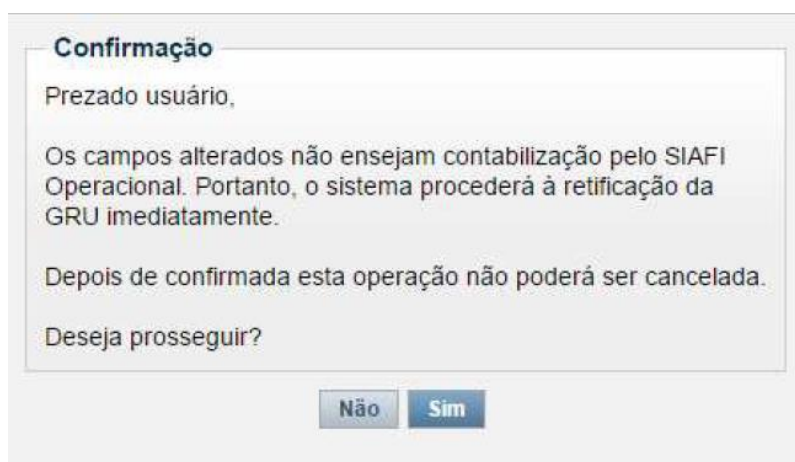 Confirmação
Prezado usuário,
Os campos alterados não ensejam contabilização pelo SIAFI
Operacional. Portanto, o sistema procederá à retificação da
GRU imediatamente.
Depois de confirmada esta operação não poderá ser cancelada.
Deseja prosseguir?
Não Sim